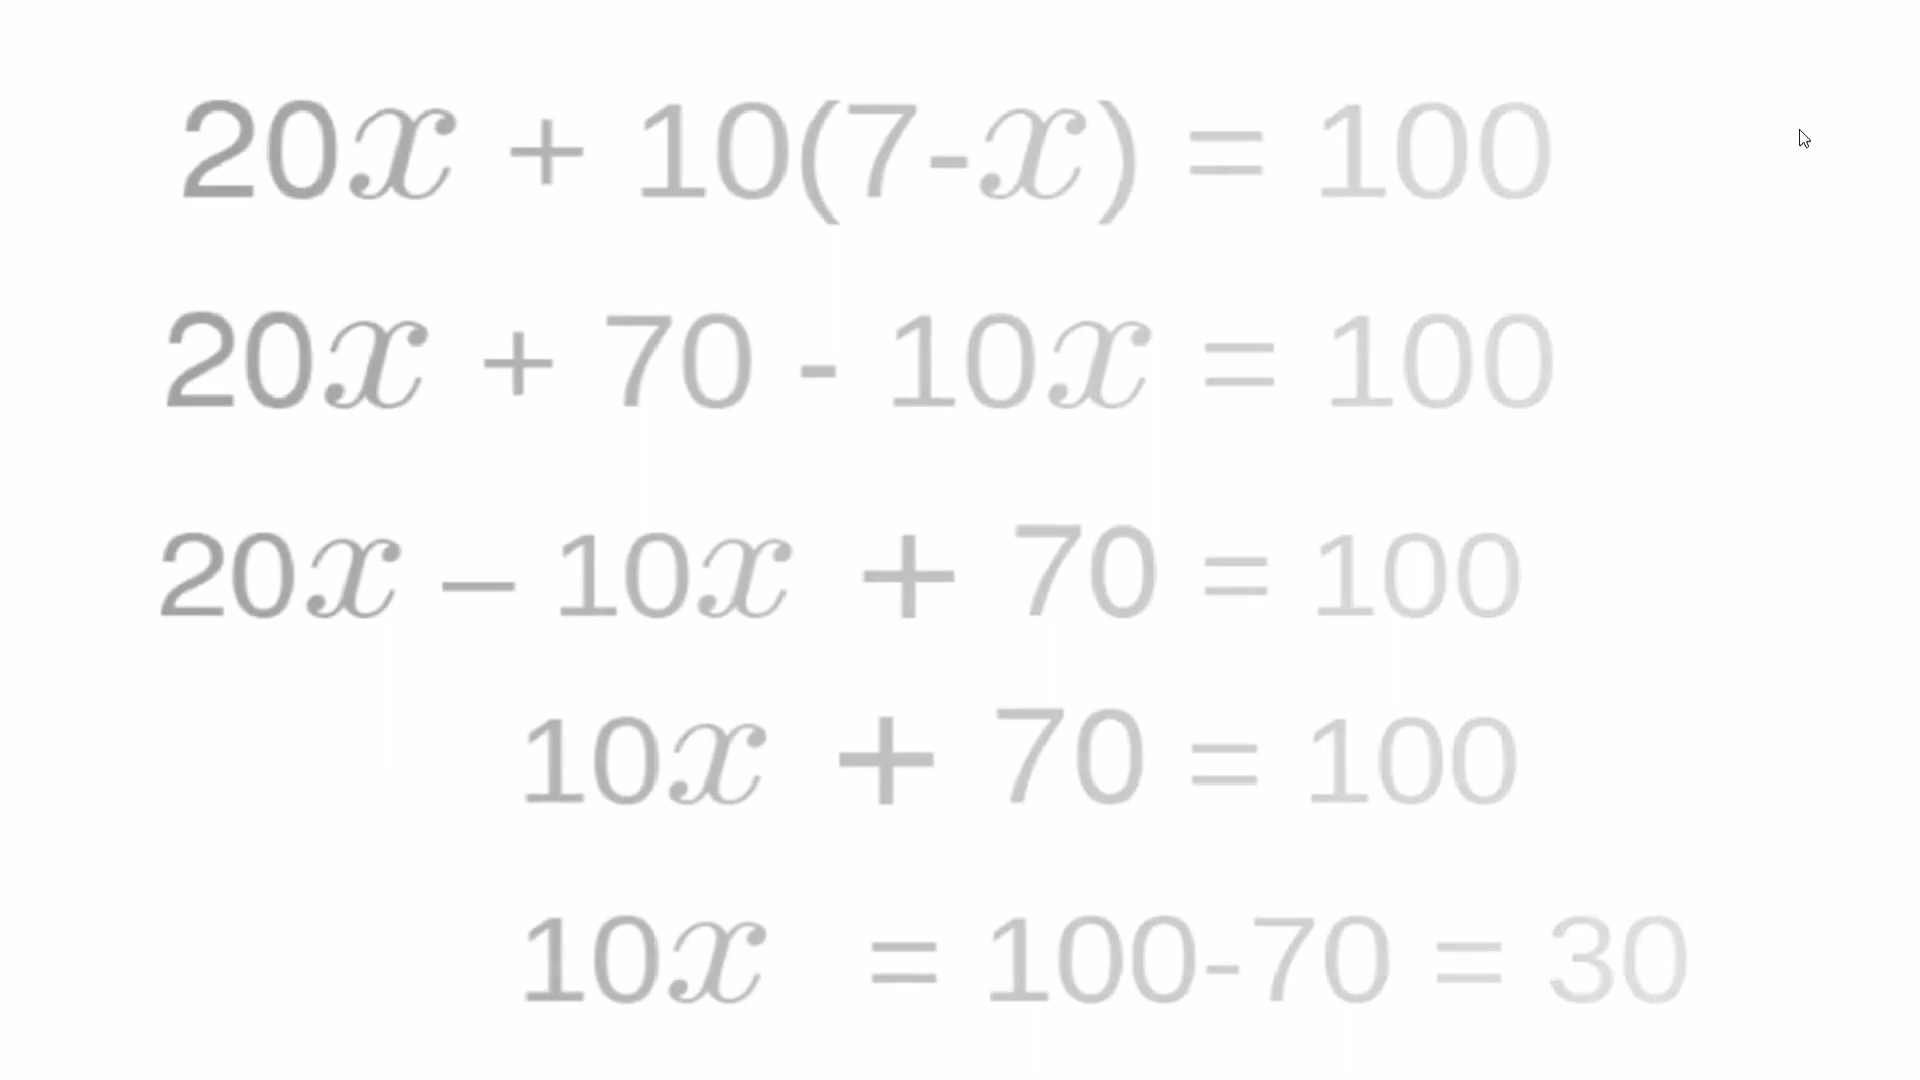 20x + 10(7-x) = 100
20x + 70 - 10x = 100
20x – 10x + 70 = 100
10x + 70 = 100
10x = 100-70 = 30